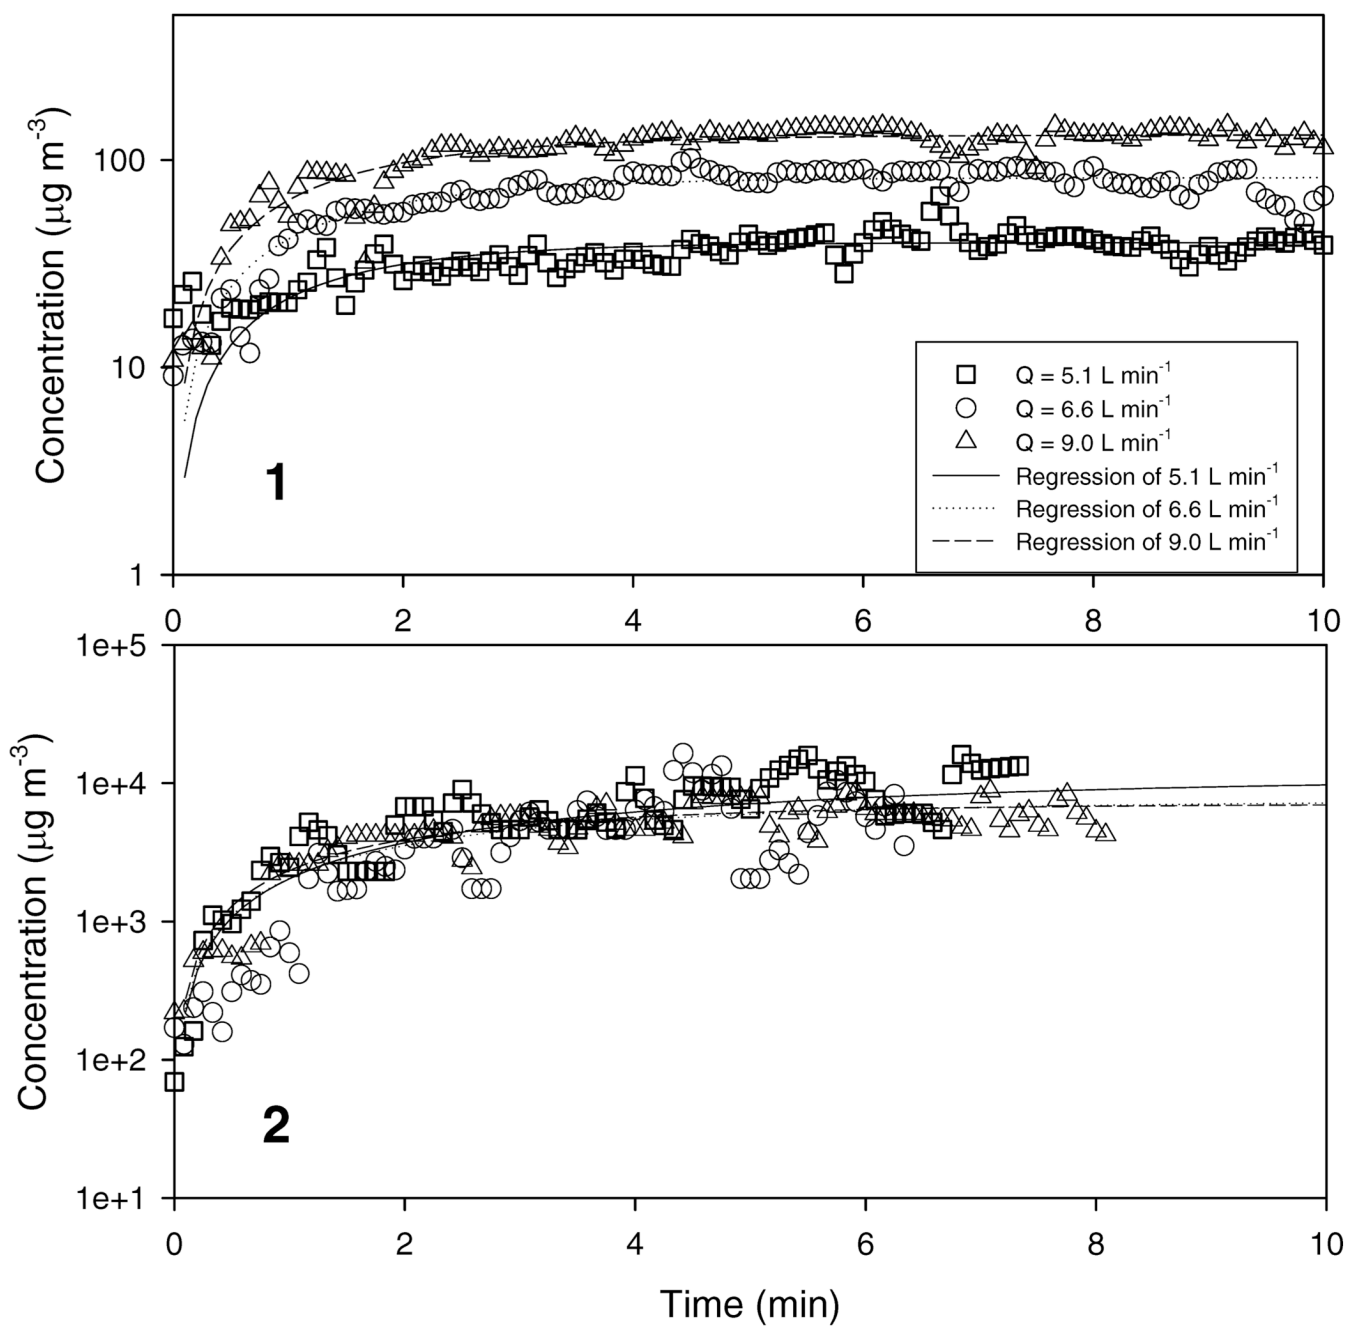 Concentration (µg m-3)
100
10
1
0 2 4 6 8 10
Q = 5.1 L min-1
Q = 6.6 L min-1
Q = 9.0 L min-1
Regression of 5.1 L min-1
Regression of 6.6 L min-1
Regression of 9.0 L min-1
1
Concentration (µg m-3)
1e+5
1e+4
1e+3
1e+2
1e+1
2
0 2 4 6 8 10
Time (min)